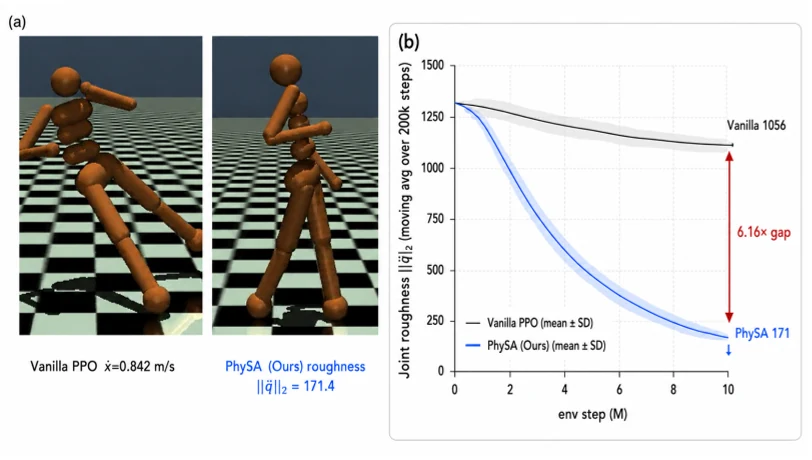 (a)
Vanilla PPO ẋ=0.842 m/s
PhySA (Ours) roughness
||q̈||₂ = 171.4
(b)
Joint roughness ||q̈||₂ (moving avg over 200k steps)
1500
1250
1000
750
500
250
0
Vanilla 1056
6.16× gap
PhySA 171
Vanilla PPO (mean ± SD)
PhySA (Ours) (mean ± SD)
0 2 4 6 8 10
env step (M)